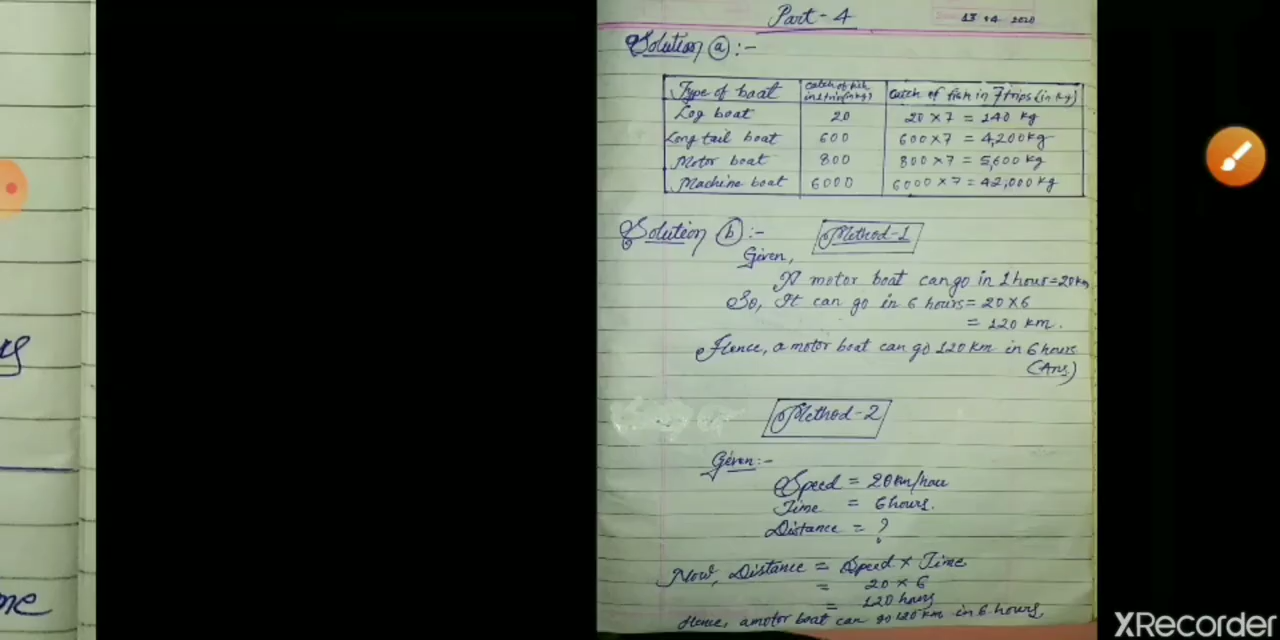 Part-4
13 04 2020
Solution (a) :-
Type of boat | Catch of fish in 1 trip (in kg) | Catch of fish in 7 trips (in kg)
Log boat | 20 | 20 × 7 = 140 kg
Long tail boat | 600 | 600 × 7 = 4,200 kg
Motor boat | 800 | 800 × 7 = 5,600 kg
Machine boat | 6000 | 6000 × 7 = 42,000 kg
Solution (b) :- Method-1
Given,
A motor boat can go in 1 hour = 20 km
So, It can go in 6 hours = 20 × 6
= 120 km.
Hence, a motor boat can go 120 km in 6 hours
(Ans)
Method-2
Given:-
Speed = 20 km/hour
Time = 6 hours.
Distance = ?
Now, Distance = Speed × Time
= 20 × 6
= 120 hours
Hence, a motor boat can go 120 km in 6 hours.
XRecorder